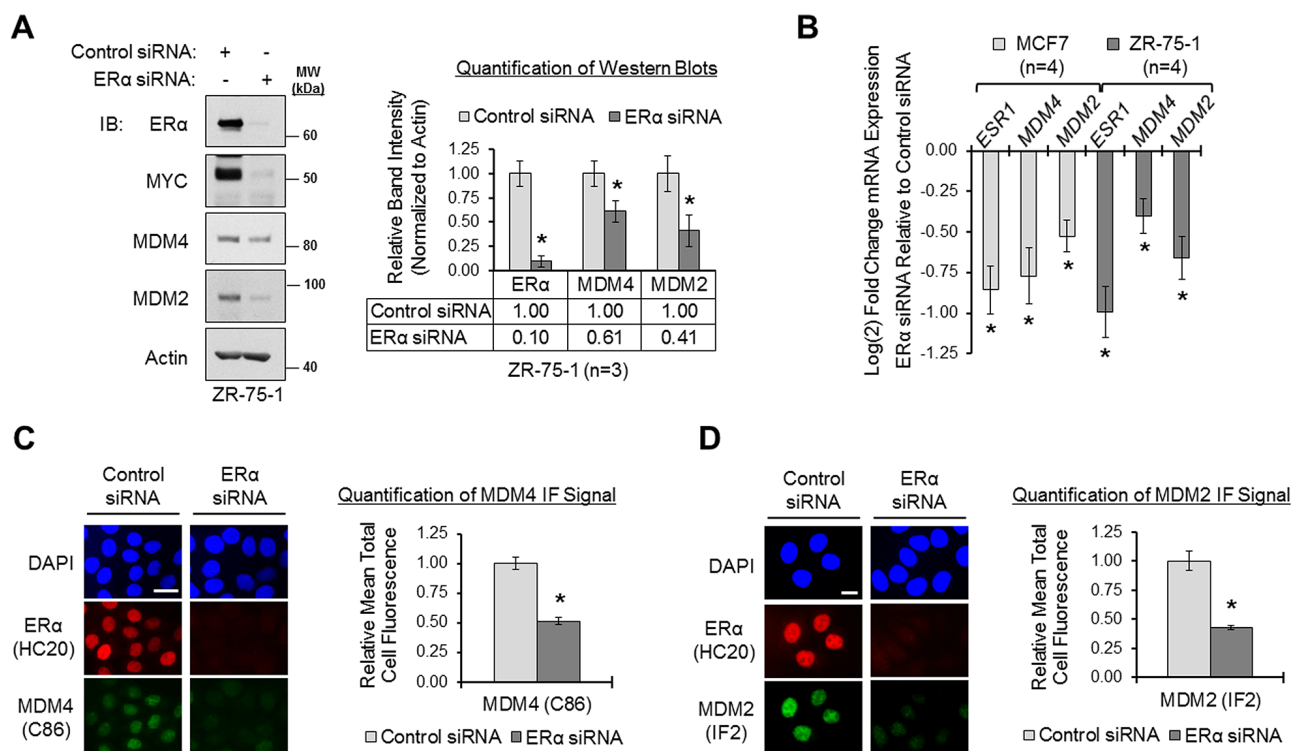 A
Control siRNA: + -
ERα siRNA: - +
MW
(kDa)
IB: ERα
60
MYC
50
MDM4
80
MDM2
100
Actin
40
ZR-75-1
Quantification of Western Blots
Control siRNA ERα siRNA
Relative Band Intensity
(Normalized to Actin)
1.25
1.00
0.75
0.50
0.25
0.00
* * *
ERα MDM4 MDM2
Control siRNA 1.00 1.00 1.00
ERα siRNA 0.10 0.61 0.41
ZR-75-1 (n=3)
B
MCF7
(n=4)
ZR-75-1
(n=4)
ESR1 MDM4 MDM2 ESR1 MDM4 MDM2
Log(2) Fold Change mRNA Expression
ERα siRNA Relative to Control siRNA
0.00
-0.25
-0.50
-0.75
-1.00
-1.25
* * * * * *
C
Control
siRNA
ERα
siRNA
DAPI
ERα
(HC20)
MDM4
(C86)
Quantification of MDM4 IF Signal
Relative Mean Total
Cell Fluorescence
1.25
1.00
0.75
0.50
0.25
0.00
*
MDM4 (C86)
Control siRNA ERα siRNA
D
Control
siRNA
ERα
siRNA
DAPI
ERα
(HC20)
MDM2
(IF2)
Quantification of MDM2 IF Signal
Relative Mean Total
Cell Fluorescence
1.25
1.00
0.75
0.50
0.25
0.00
*
MDM2 (IF2)
Control siRNA ERα siRNA